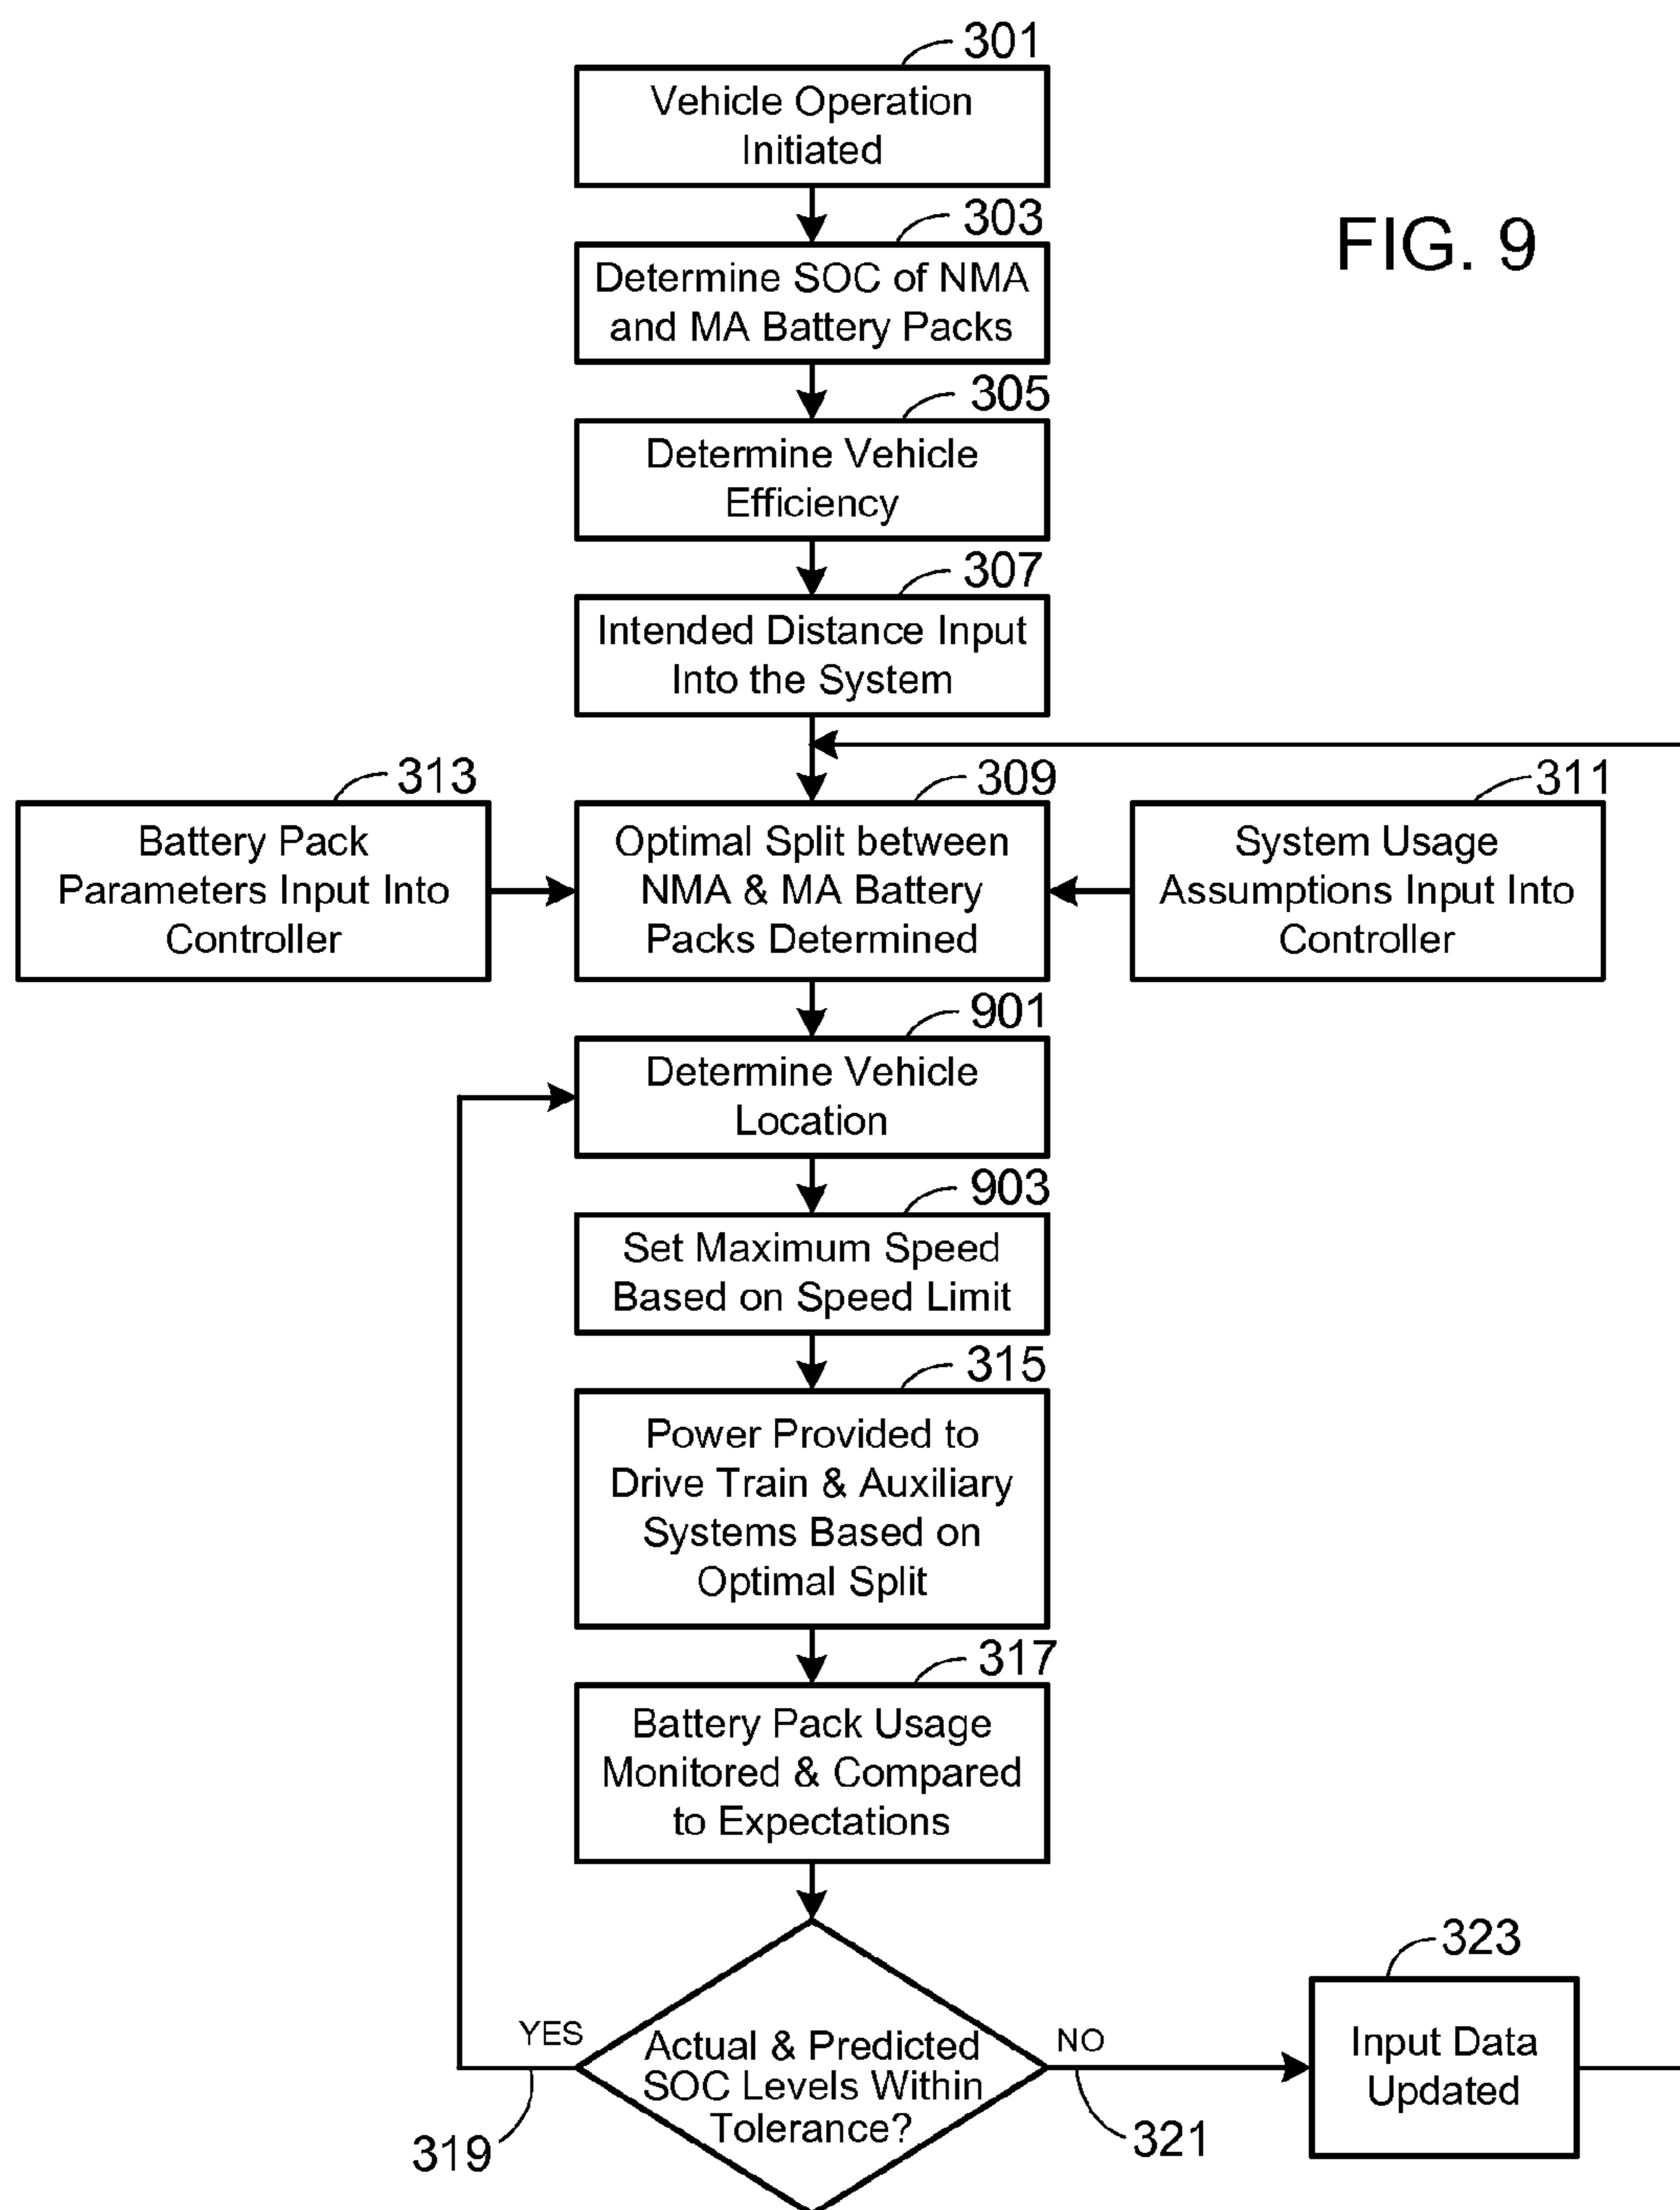 301
Vehicle Operation
Initiated
FIG. 9
303
Determine SOC of NMA
and MA Battery Packs
305
Determine Vehicle
Efficiency
307
Intended Distance Input
Into the System
313
Battery Pack
Parameters Input Into
Controller
309
Optimal Split between
NMA & MA Battery
Packs Determined
311
System Usage
Assumptions Input Into
Controller
901
Determine Vehicle
Location
903
Set Maximum Speed
Based on Speed Limit
315
Power Provided to
Drive Train & Auxiliary
Systems Based on
Optimal Split
317
Battery Pack Usage
Monitored & Compared
to Expectations
YES
Actual & Predicted
SOC Levels Within
Tolerance?
NO
319
321
323
Input Data
Updated